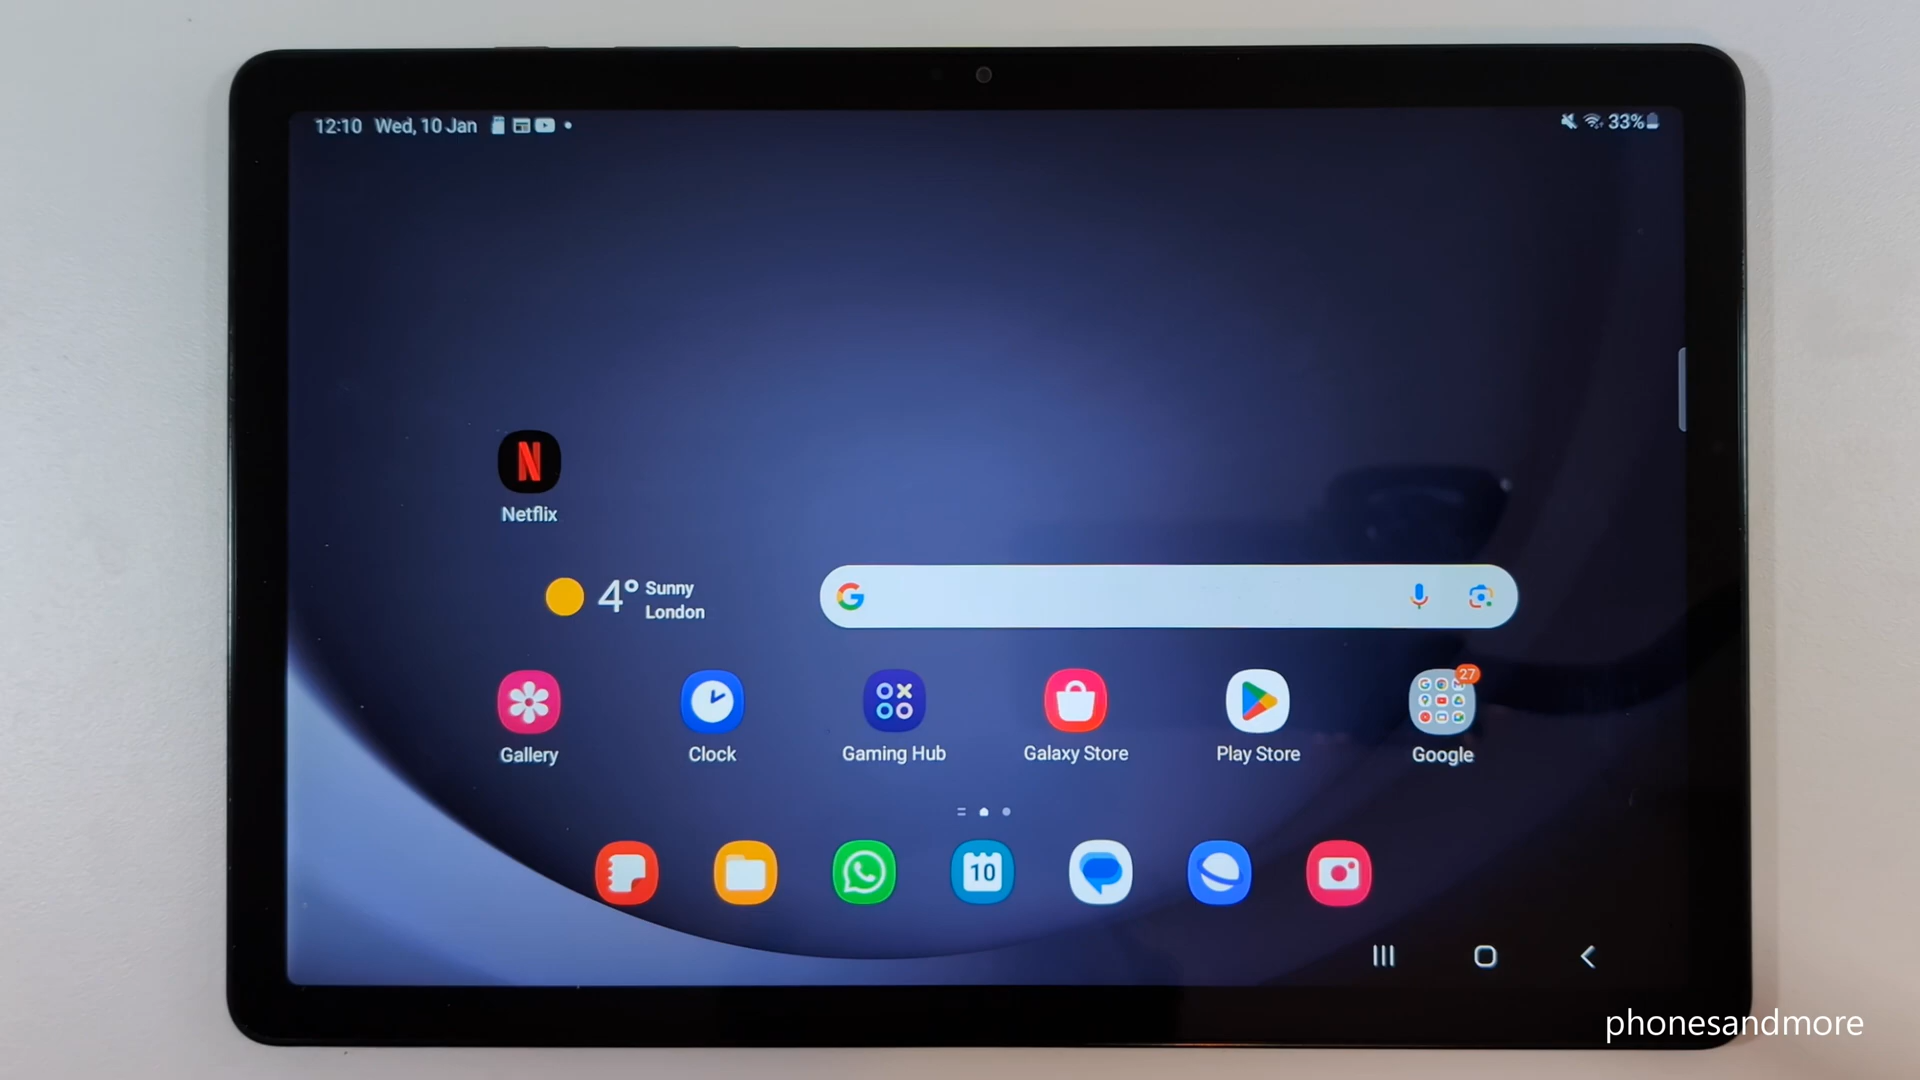 12:10 Wed, 10 Jan
33%
N
Netflix
4° Sunny
London
G
27
Gallery
Clock
Gaming Hub
Galaxy Store
Play Store
Google
10
phonesandmore